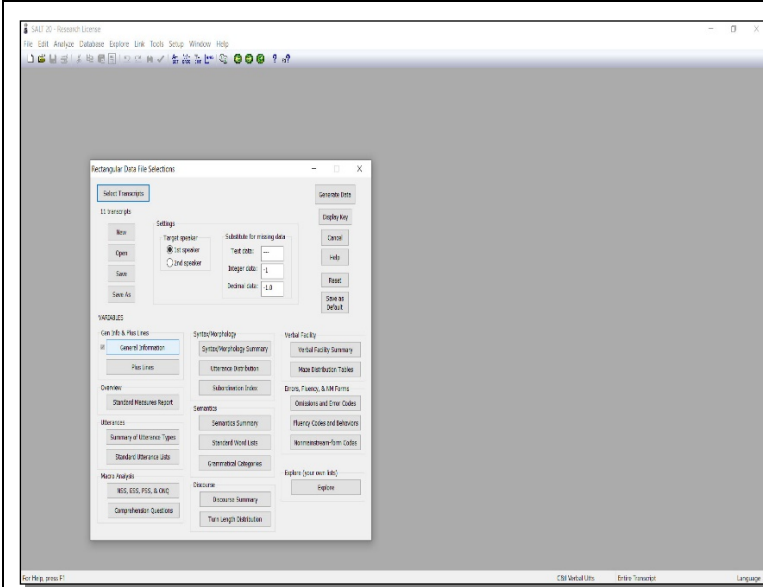 SALT 20 - Research License
File Edit Analyze Database Explore Link Tools Setup Window Help
Rectangular Data File Selections
Select Transcripts
Generate Data
11 transcripts
Display Key
New
Settings
Target speaker
Substitute for missing data
Cancel
Open
1st speaker
Text data: ---
Help
2nd speaker
Integer data: -1
Save
Reset
Decimal data: -1.0
Save As
Save as Default
VARIABLES
Gen Info & Plus Lines
Syntax/Morphology
Verbal Facility
General Information
Syntax/Morphology Summary
Verbal Facility Summary
Plus Lines
Utterance Distribution
Maze Distribution Tables
Overview
Subordination Index
Errors, Fluency, & NM Forms
Standard Measures Report
Omissions and Error Codes
Semantics
Utterances
Semantics Summary
Fluency Codes and Behaviors
Summary of Utterance Types
Standard Word Lists
Nonmainstream-form Codes
Standard Utterance Lists
Grammatical Categories
Macro Analysis
Discourse
Explore (your own lists)
NSS, ESS, PSS, & ONQ
Discourse Summary
Explore
Comprehension Questions
Turn Length Distribution
For Help, press F1
C&I Verbal Utts
Entire Transcript
Language